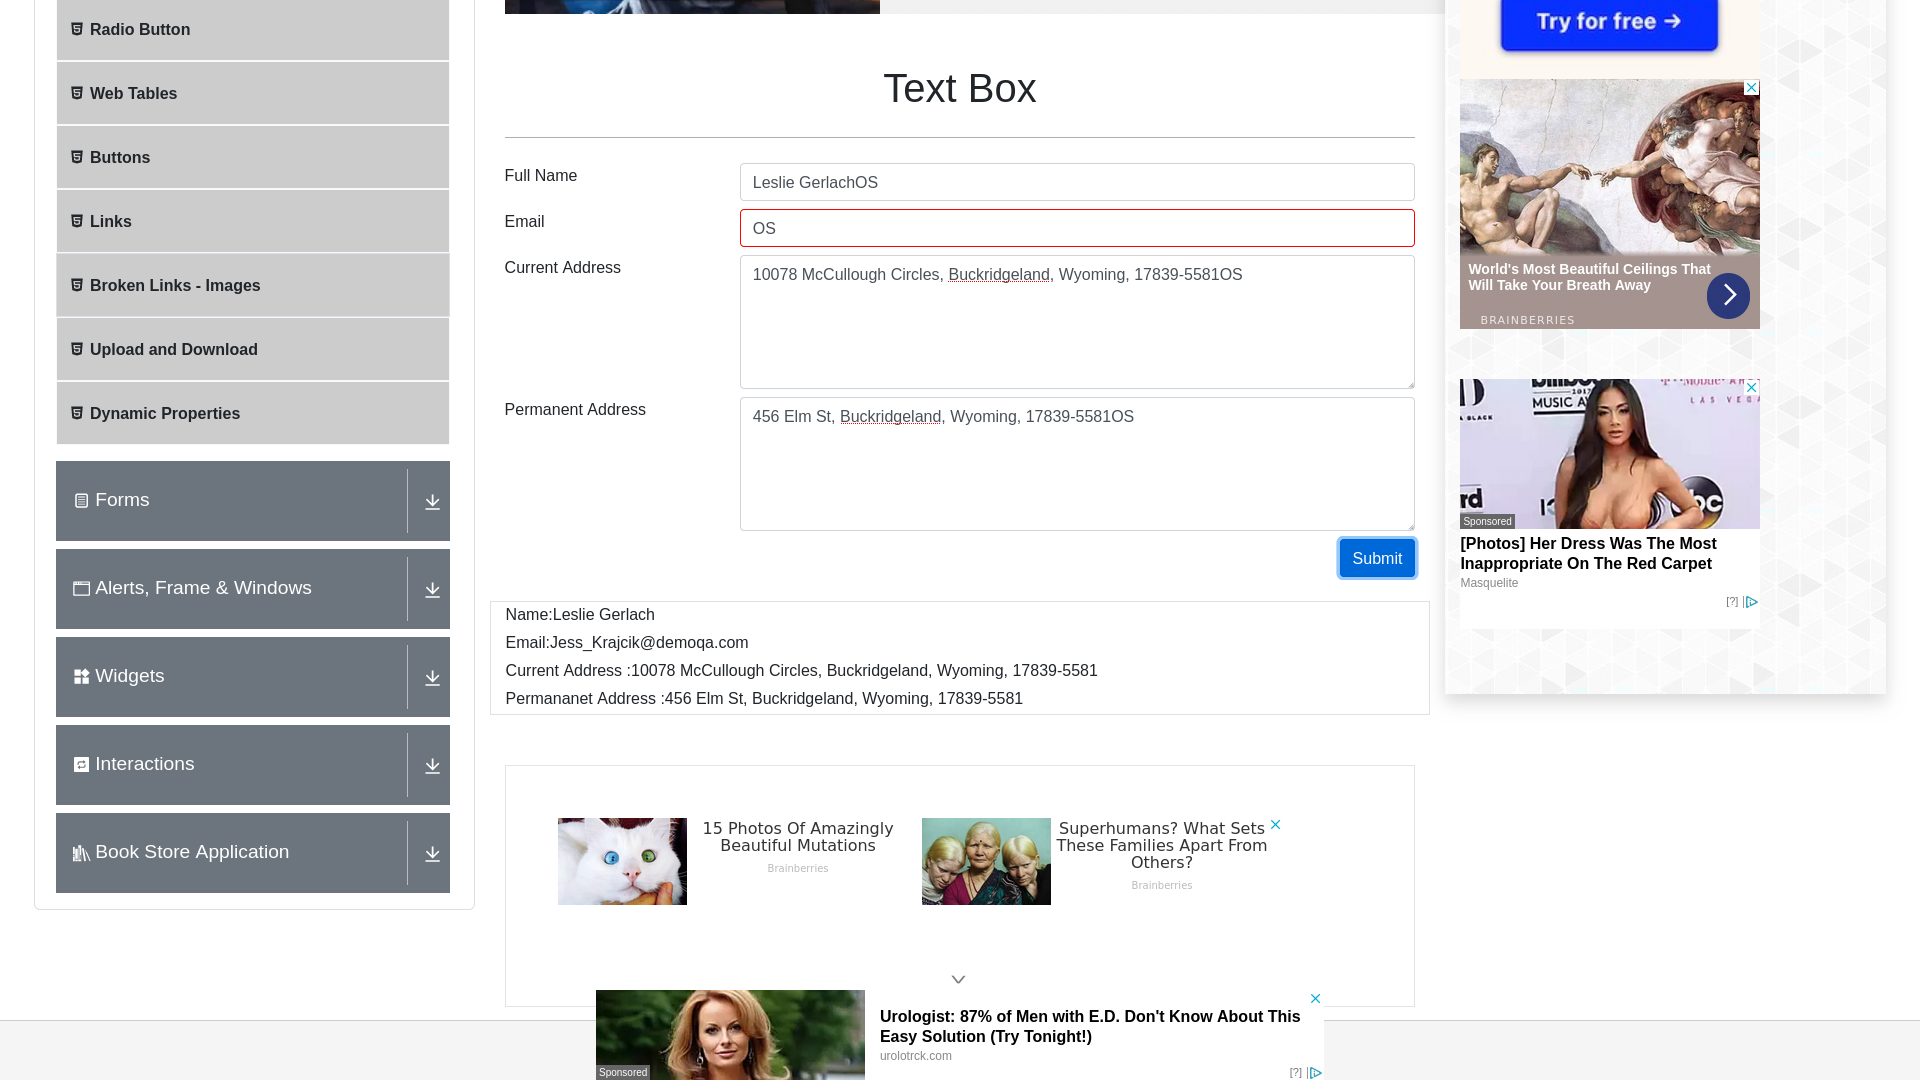 Radio Button
Web Tables
Buttons
Links
Broken Links - Images
Upload and Download
Dynamic Properties
Forms
Alerts, Frame & Windows
Widgets
Interactions
Book Store Application
Text Box
Full Name
Leslie GerlachOS
Email
OS
Current Address
10078 McCullough Circles, Buckridgeland, Wyoming, 17839-5581OS
Permanent Address
456 Elm St, Buckridgeland, Wyoming, 17839-5581OS
Submit
Name:Leslie Gerlach
Email:Jess_Krajcik@demoqa.com
Current Address :10078 McCullough Circles, Buckridgeland, Wyoming, 17839-5581
Permananet Address :456 Elm St, Buckridgeland, Wyoming, 17839-5581
15 Photos Of Amazingly
Beautiful Mutations
Brainberries
Superhumans? What Sets
These Families Apart From
Others?
Brainberries
Urologist: 87% of Men with E.D. Don't Know About This
Easy Solution (Try Tonight!)
urolotrck.com
Sponsored
[?]
Try for free →
World's Most Beautiful Ceilings That
Will Take Your Breath Away
BRAINBERRIES
2017
MUSIC
LAS VEGA
abc
Sponsored
[Photos] Her Dress Was The Most
Inappropriate On The Red Carpet
Masquelite
[?]